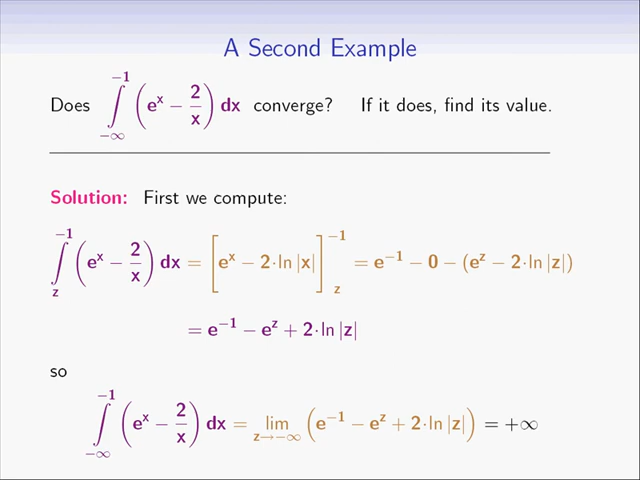 A Second Example
Does ∫_{−∞}^{−1} (e^x − 2/x) dx converge? If it does, find its value.
Solution: First we compute:
∫_z^{−1} (e^x − 2/x) dx = [e^x − 2·ln |x|]_z^{−1} = e^{−1} − 0 − (e^z − 2·ln |z|)
= e^{−1} − e^z + 2·ln |z|
so
∫_{−∞}^{−1} (e^x − 2/x) dx = lim_{z→−∞} (e^{−1} − e^z + 2·ln |z|) = +∞